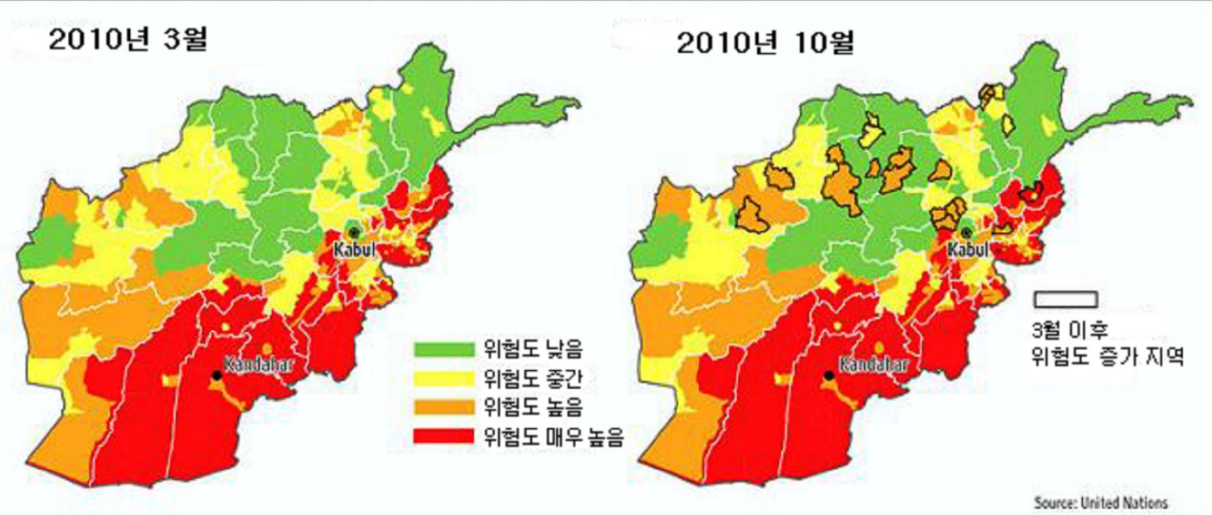 2010년 3월
2010년 10월
Kabul
Kabul
Kandahar
Kandahar
위험도 낮음
위험도 중간
위험도 높음
위험도 매우 높음
3월 이후
위험도 증가 지역
Source: United Nations